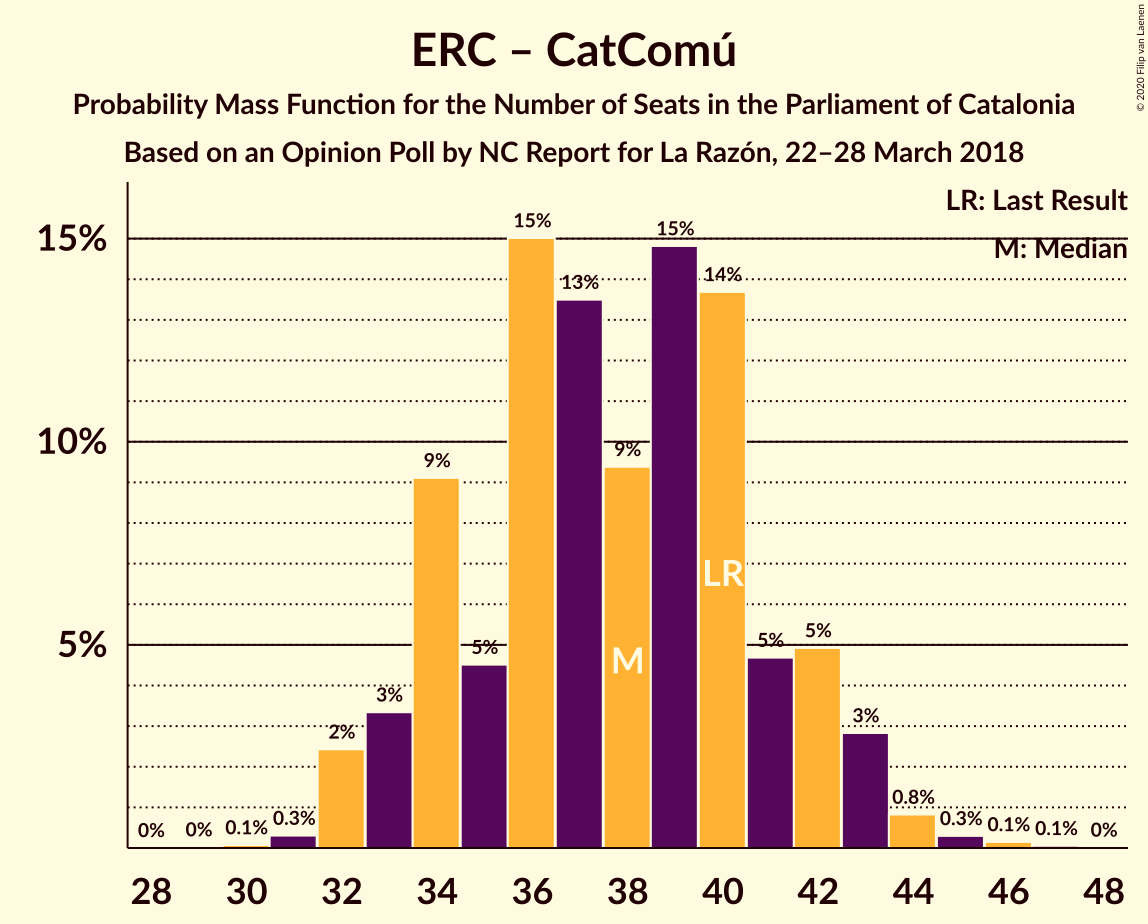 ERC – CatComú
Probability Mass Function for the Number of Seats in the Parliament of Catalonia
Based on an Opinion Poll by NC Report for La Razón, 22–28 March 2018
© 2020 Filip van Laenen
LR: Last Result
M: Median
15%
10%
5%
0%
0%
0.1%
0.3%
2%
3%
9%
5%
15%
13%
9%
15%
14%
5%
5%
3%
0.8%
0.3%
0.1%
0.1%
0%
M
LR
28 30 32 34 36 38 40 42 44 46 48